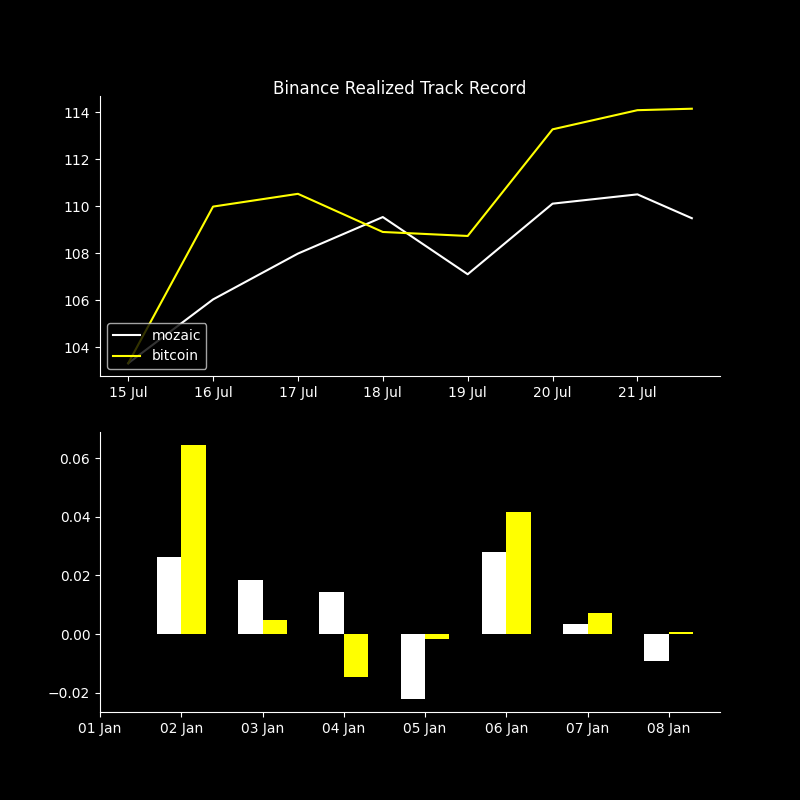 Binance Realized Track Record
114
112
110
108
106
104
mozaic
bitcoin
15 Jul 16 Jul 17 Jul 18 Jul 19 Jul 20 Jul 21 Jul
0.06
0.04
0.02
0.00
−0.02
01 Jan 02 Jan 03 Jan 04 Jan 05 Jan 06 Jan 07 Jan 08 Jan